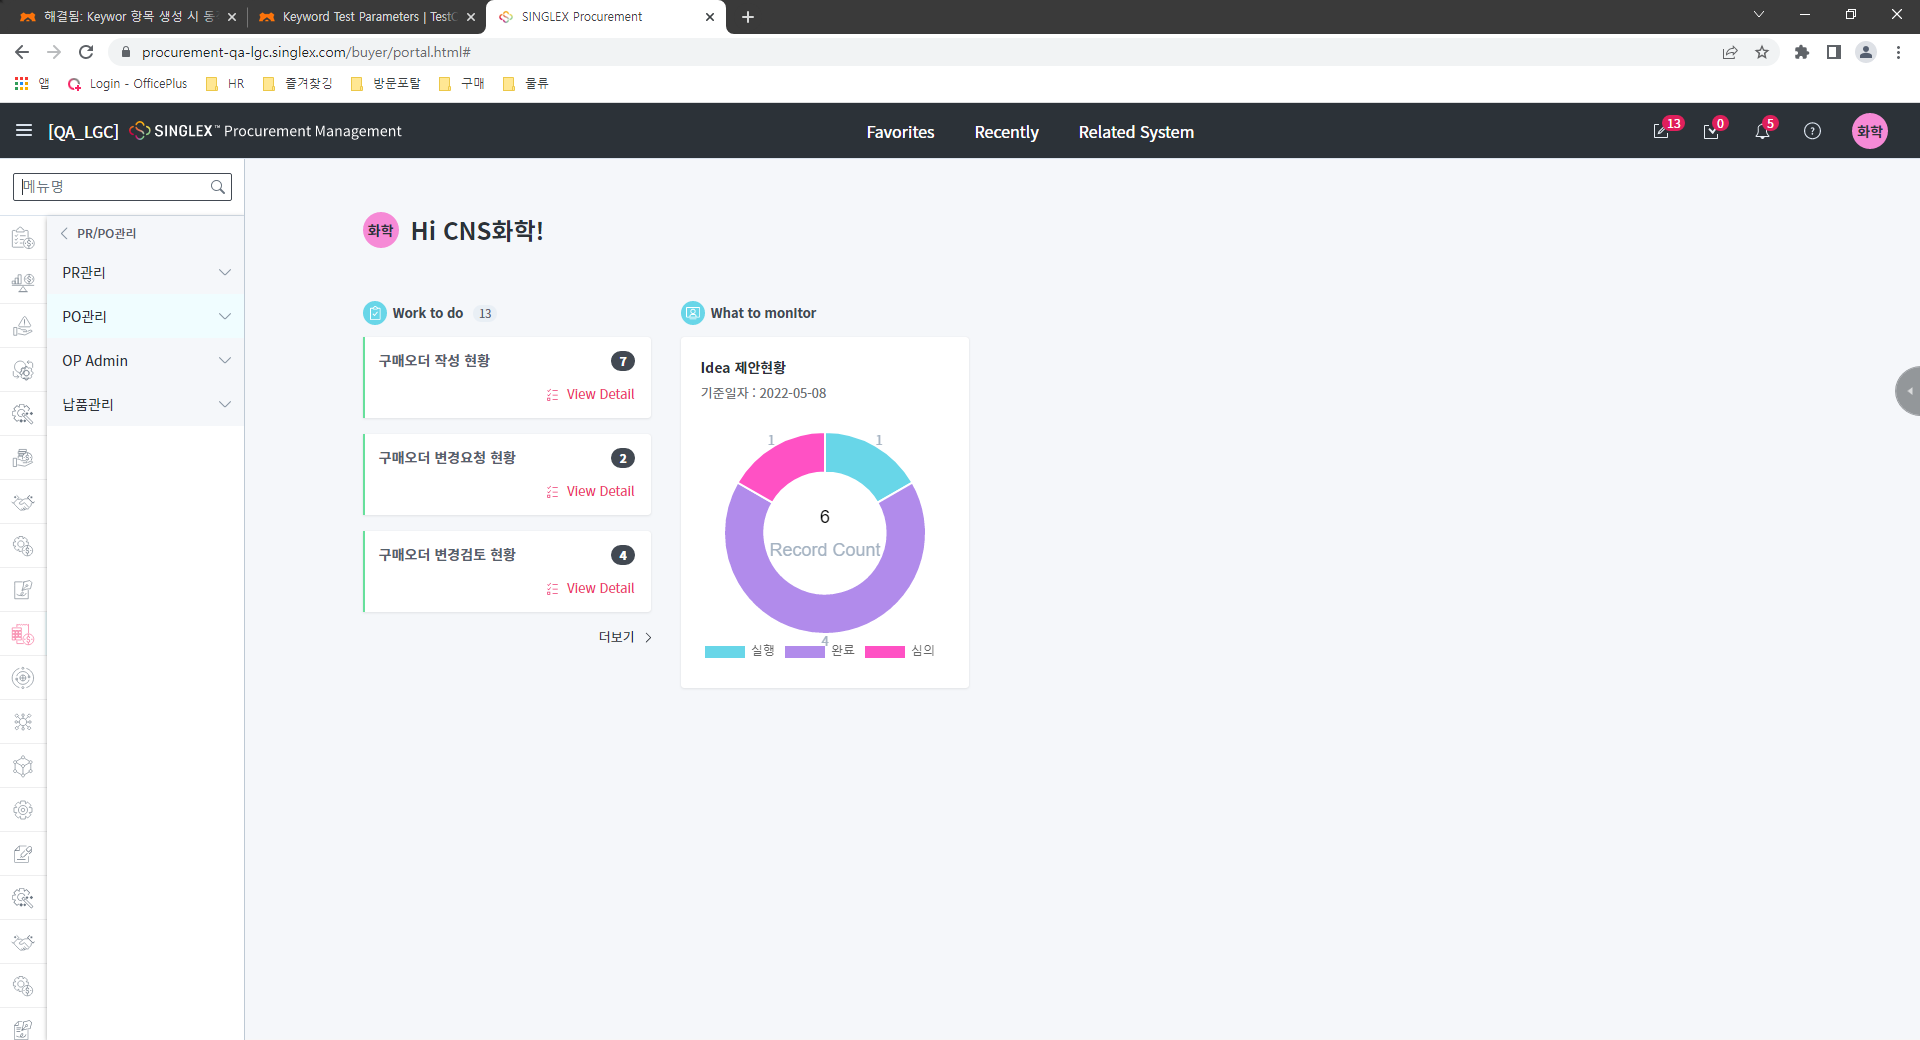 해결됨: Keywor 항목 생성 시 동
Keyword Test Parameters | TestC
SINGLEX Procurement
procurement-qa-lgc.singlex.com/buyer/portal.html#
앱
Login - OfficePlus
HR
즐겨찾깅
방문포탈
구매
물류
[QA_LGC] SINGLEX™ Procurement Management
Favorites
Recently
Related System
13
0
5
화학
메뉴명
PR/PO관리
PR관리
PO관리
OP Admin
납품관리
화학
Hi CNS화학!
Work to do 13
구매오더 작성 현황 7
View Detail
구매오더 변경요청 현황 2
View Detail
구매오더 변경검토 현황 4
View Detail
더보기
What to monitor
Idea 제안현황
기준일자 : 2022-05-08
1
1
6
Record Count
4
실행
완료
심의